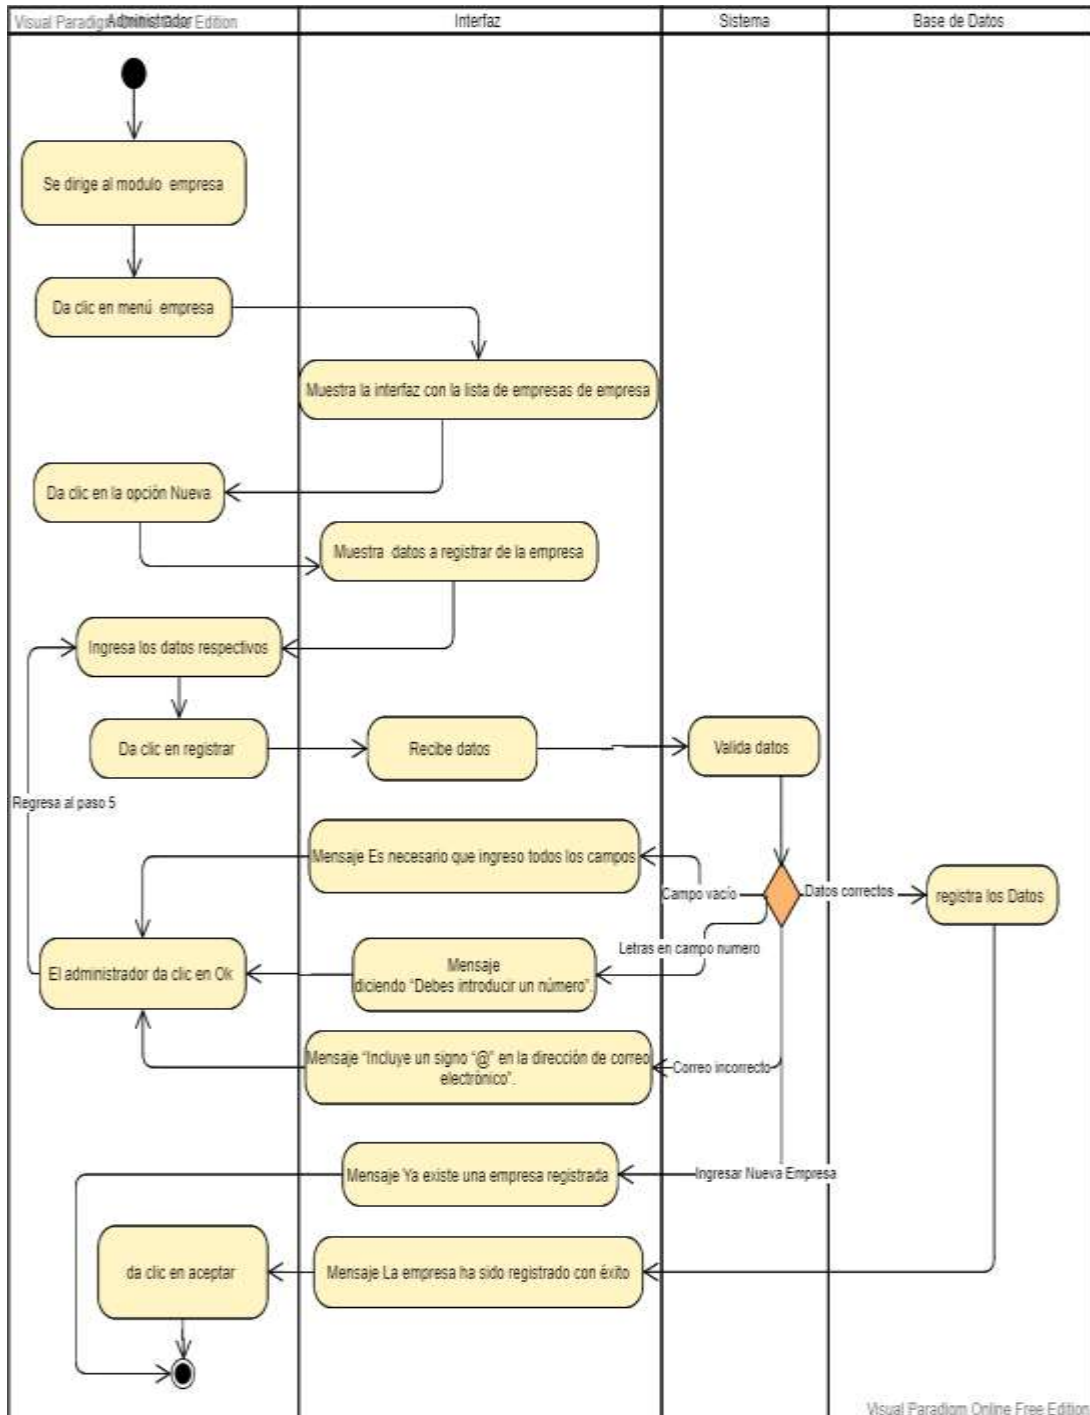 Visual Paradigm Online Free Edition
Administrador
Interfaz
Sistema
Base de Datos
Se dirige al modulo empresa
Da clic en menú empresa
Muestra la interfaz con la lista de empresas de empresa
Da clic en la opción Nueva
Muestra datos a registrar de la empresa
Ingresa los datos respectivos
Da clic en registrar
Recibe datos
Valida datos
Regresa al paso 5
Mensaje Es necesario que ingreso todos los campos
Campo vacío
Datos correctos
registra los Datos
Letras en campo numero
El administrador da clic en Ok
Mensaje
diciendo “Debes introducir un número”.
Mensaje “Incluye un signo “@” en la dirección de correo
electrónico”.
Correo incorrecto
Mensaje Ya existe una empresa registrada
Ingresar Nueva Empresa
da clic en aceptar
Mensaje La empresa ha sido registrado con éxito
Visual Paradigm Online Free Edition